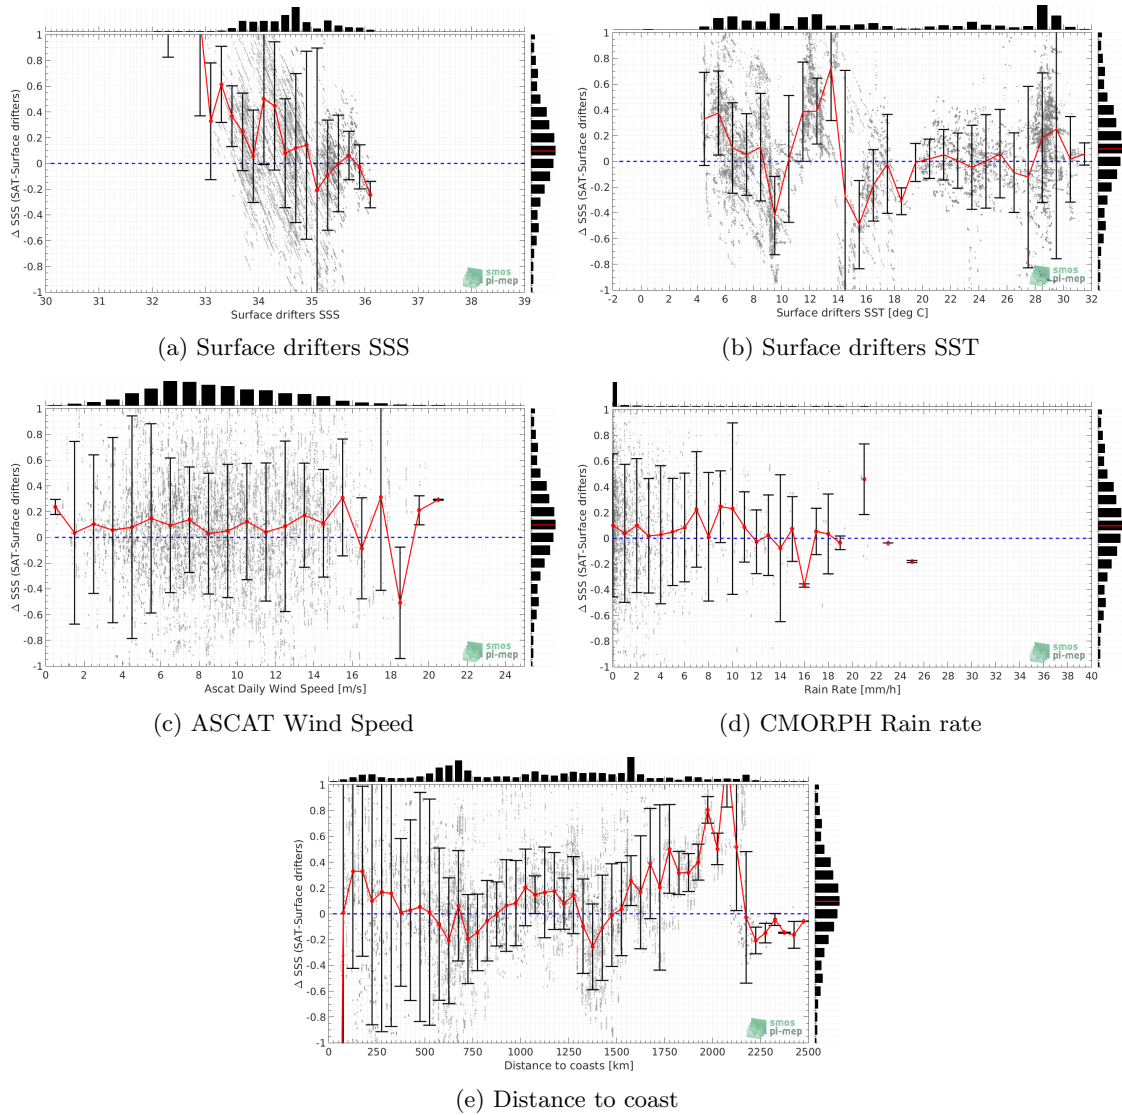 Δ SSS (SAT-Surface drifters)
1
0.8
0.6
0.4
0.2
0
-0.2
-0.4
-0.6
-0.8
-1
30 31 32 33 34 35 36 37 38 39
Surface drifters SSS
smos
pi-mep
(a) Surface drifters SSS
Δ SSS (SAT-Surface drifters)
1
0.8
0.6
0.4
0.2
0
-0.2
-0.4
-0.6
-0.8
-1
-2 0 2 4 6 8 10 12 14 16 18 20 22 24 26 28 30 32
Surface drifters SST [deg C]
smos
pi-mep
(b) Surface drifters SST
Δ SSS (SAT-Surface drifters)
1
0.8
0.6
0.4
0.2
0
-0.2
-0.4
-0.6
-0.8
-1
0 2 4 6 8 10 12 14 16 18 20 22 24
Ascat Daily Wind Speed [m/s]
smos
pi-mep
(c) ASCAT Wind Speed
Δ SSS (SAT-Surface drifters)
1
0.8
0.6
0.4
0.2
0
-0.2
-0.4
-0.6
-0.8
-1
0 2 4 6 8 10 12 14 16 18 20 22 24 26 28 30 32 34 36 38 40
Rain Rate [mm/h]
smos
pi-mep
(d) CMORPH Rain rate
Δ SSS (SAT-Surface drifters)
1
0.8
0.6
0.4
0.2
0
-0.2
-0.4
-0.6
-0.8
-1
0 250 500 750 1000 1250 1500 1750 2000 2250 2500
Distance to coasts [km]
smos
pi-mep
(e) Distance to coast